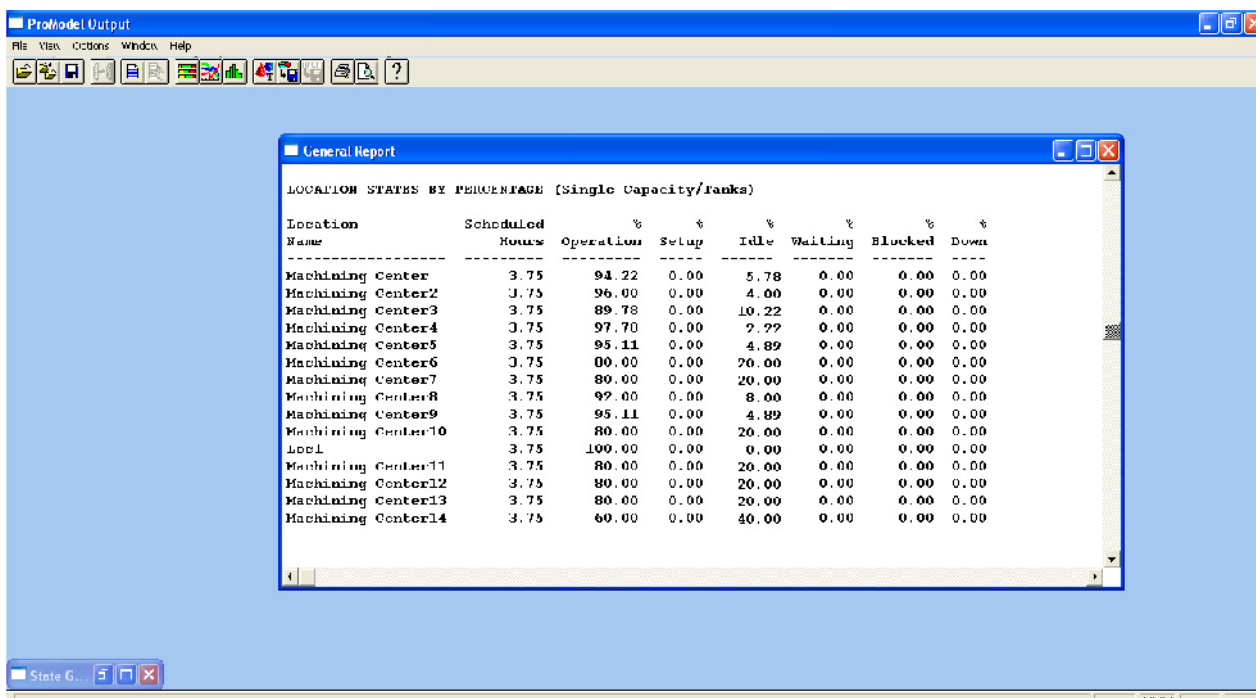 ProModel Output
File View Options Window Help
General Report
LOCATION STATES BY PERCENTAGE (Single Capacity/Tanks)
Location Scheduled % % % % % %
Name Hours Operation Setup Idle Waiting Blocked Down
Machining Center 3.75 94.22 0.00 5.78 0.00 0.00 0.00
Machining Center2 3.75 96.00 0.00 4.00 0.00 0.00 0.00
Machining Center3 3.75 89.78 0.00 10.22 0.00 0.00 0.00
Machining Center4 3.75 97.78 0.00 2.22 0.00 0.00 0.00
Machining Center5 3.75 95.11 0.00 4.89 0.00 0.00 0.00
Machining Center6 3.75 80.00 0.00 20.00 0.00 0.00 0.00
Machining Center7 3.75 80.00 0.00 20.00 0.00 0.00 0.00
Machining Center8 3.75 92.00 0.00 8.00 0.00 0.00 0.00
Machining Center9 3.75 95.11 0.00 4.89 0.00 0.00 0.00
Machining Center10 3.75 80.00 0.00 20.00 0.00 0.00 0.00
Loc1 3.75 100.00 0.00 0.00 0.00 0.00 0.00
Machining Center11 3.75 80.00 0.00 20.00 0.00 0.00 0.00
Machining Center12 3.75 80.00 0.00 20.00 0.00 0.00 0.00
Machining Center13 3.75 80.00 0.00 20.00 0.00 0.00 0.00
Machining Center14 3.75 60.00 0.00 40.00 0.00 0.00 0.00
State G...